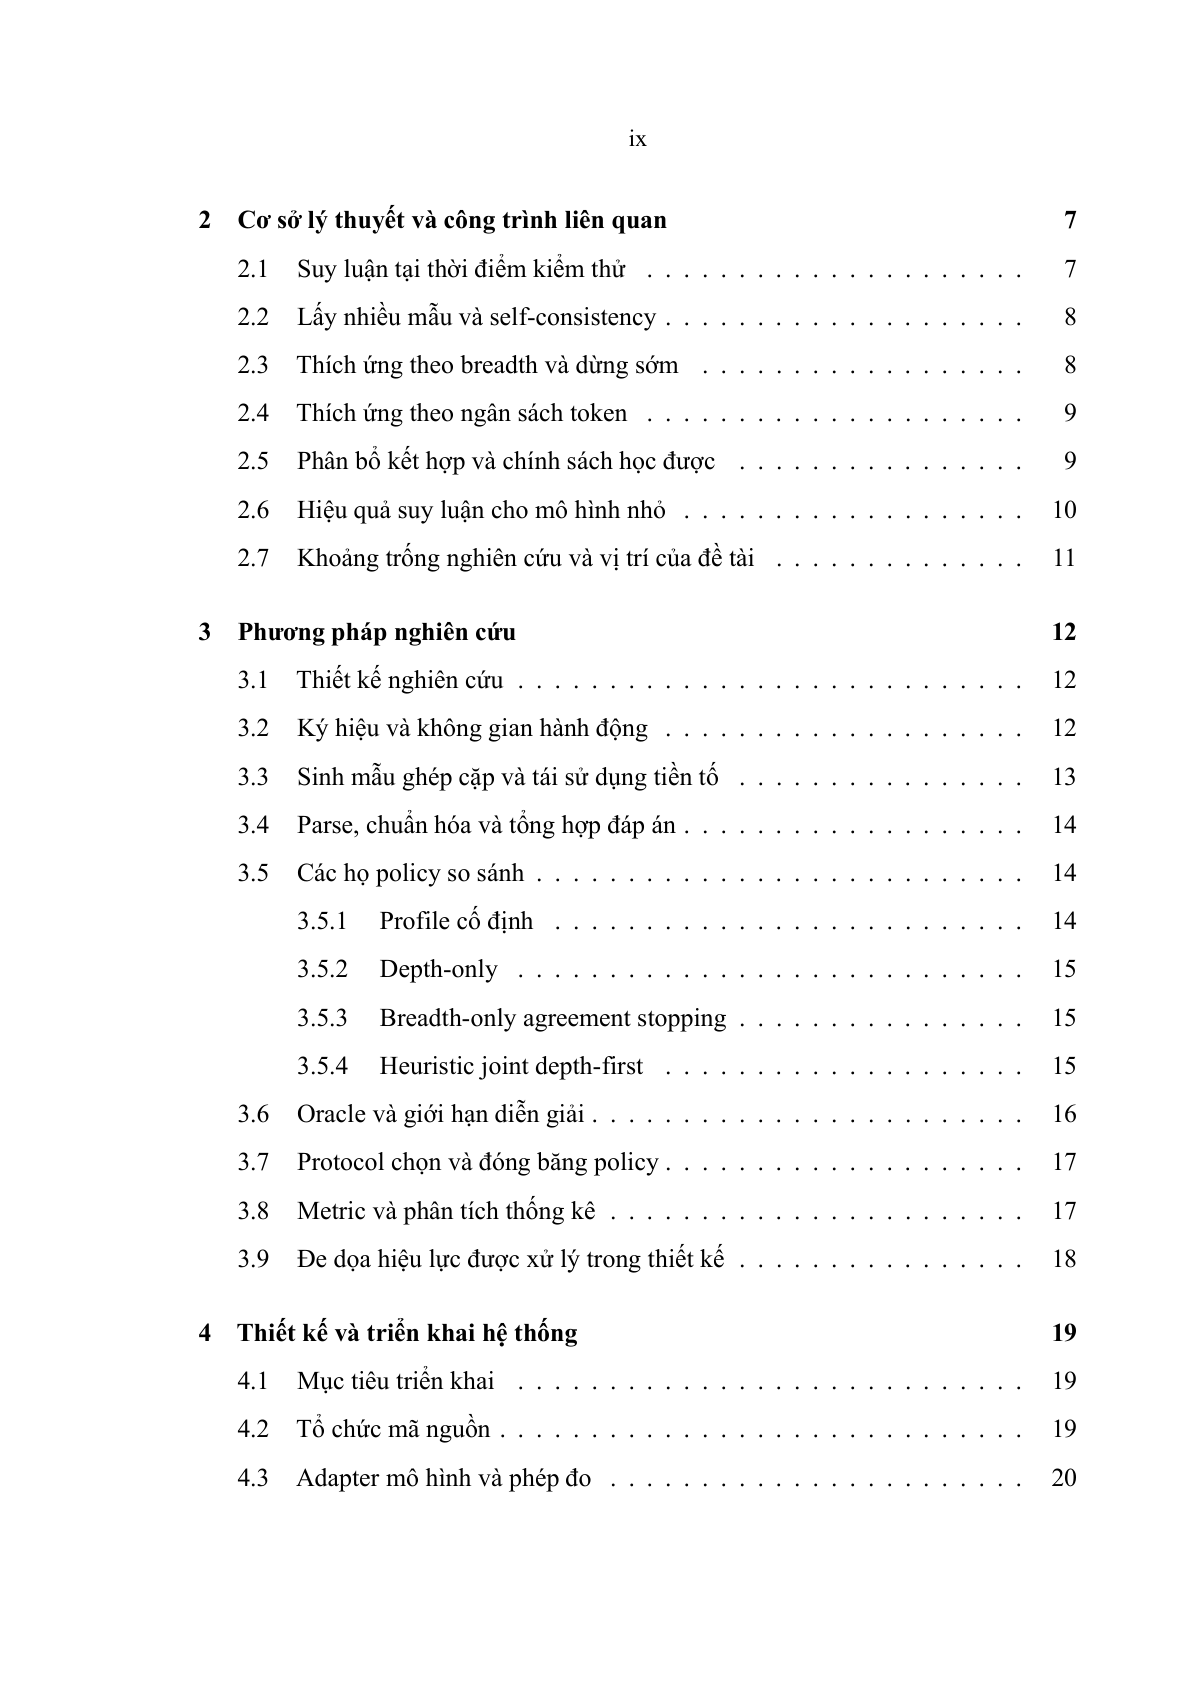 ix
2 Cơ sở lý thuyết và công trình liên quan 7
2.1 Suy luận tại thời điểm kiểm thử . . . . . . . . . . . . . . . . . . . . . 7
2.2 Lấy nhiều mẫu và self-consistency . . . . . . . . . . . . . . . . . . . . 8
2.3 Thích ứng theo breadth và dừng sớm . . . . . . . . . . . . . . . . . . 8
2.4 Thích ứng theo ngân sách token . . . . . . . . . . . . . . . . . . . . . 9
2.5 Phân bổ kết hợp và chính sách học được . . . . . . . . . . . . . . . . 9
2.6 Hiệu quả suy luận cho mô hình nhỏ . . . . . . . . . . . . . . . . . . . 10
2.7 Khoảng trống nghiên cứu và vị trí của đề tài . . . . . . . . . . . . . . 11
3 Phương pháp nghiên cứu 12
3.1 Thiết kế nghiên cứu . . . . . . . . . . . . . . . . . . . . . . . . . . . . 12
3.2 Ký hiệu và không gian hành động . . . . . . . . . . . . . . . . . . . . 12
3.3 Sinh mẫu ghép cặp và tái sử dụng tiền tố . . . . . . . . . . . . . . . . 13
3.4 Parse, chuẩn hóa và tổng hợp đáp án . . . . . . . . . . . . . . . . . . . 14
3.5 Các họ policy so sánh . . . . . . . . . . . . . . . . . . . . . . . . . . . 14
3.5.1 Profile cố định . . . . . . . . . . . . . . . . . . . . . . . . . . 14
3.5.2 Depth-only . . . . . . . . . . . . . . . . . . . . . . . . . . . . 15
3.5.3 Breadth-only agreement stopping . . . . . . . . . . . . . . . . 15
3.5.4 Heuristic joint depth-first . . . . . . . . . . . . . . . . . . . . 15
3.6 Oracle và giới hạn diễn giải . . . . . . . . . . . . . . . . . . . . . . . . 16
3.7 Protocol chọn và đóng băng policy . . . . . . . . . . . . . . . . . . . . 17
3.8 Metric và phân tích thống kê . . . . . . . . . . . . . . . . . . . . . . . 17
3.9 Đe dọa hiệu lực được xử lý trong thiết kế . . . . . . . . . . . . . . . . 18
4 Thiết kế và triển khai hệ thống 19
4.1 Mục tiêu triển khai . . . . . . . . . . . . . . . . . . . . . . . . . . . . 19
4.2 Tổ chức mã nguồn . . . . . . . . . . . . . . . . . . . . . . . . . . . . . 19
4.3 Adapter mô hình và phép đo . . . . . . . . . . . . . . . . . . . . . . . 20